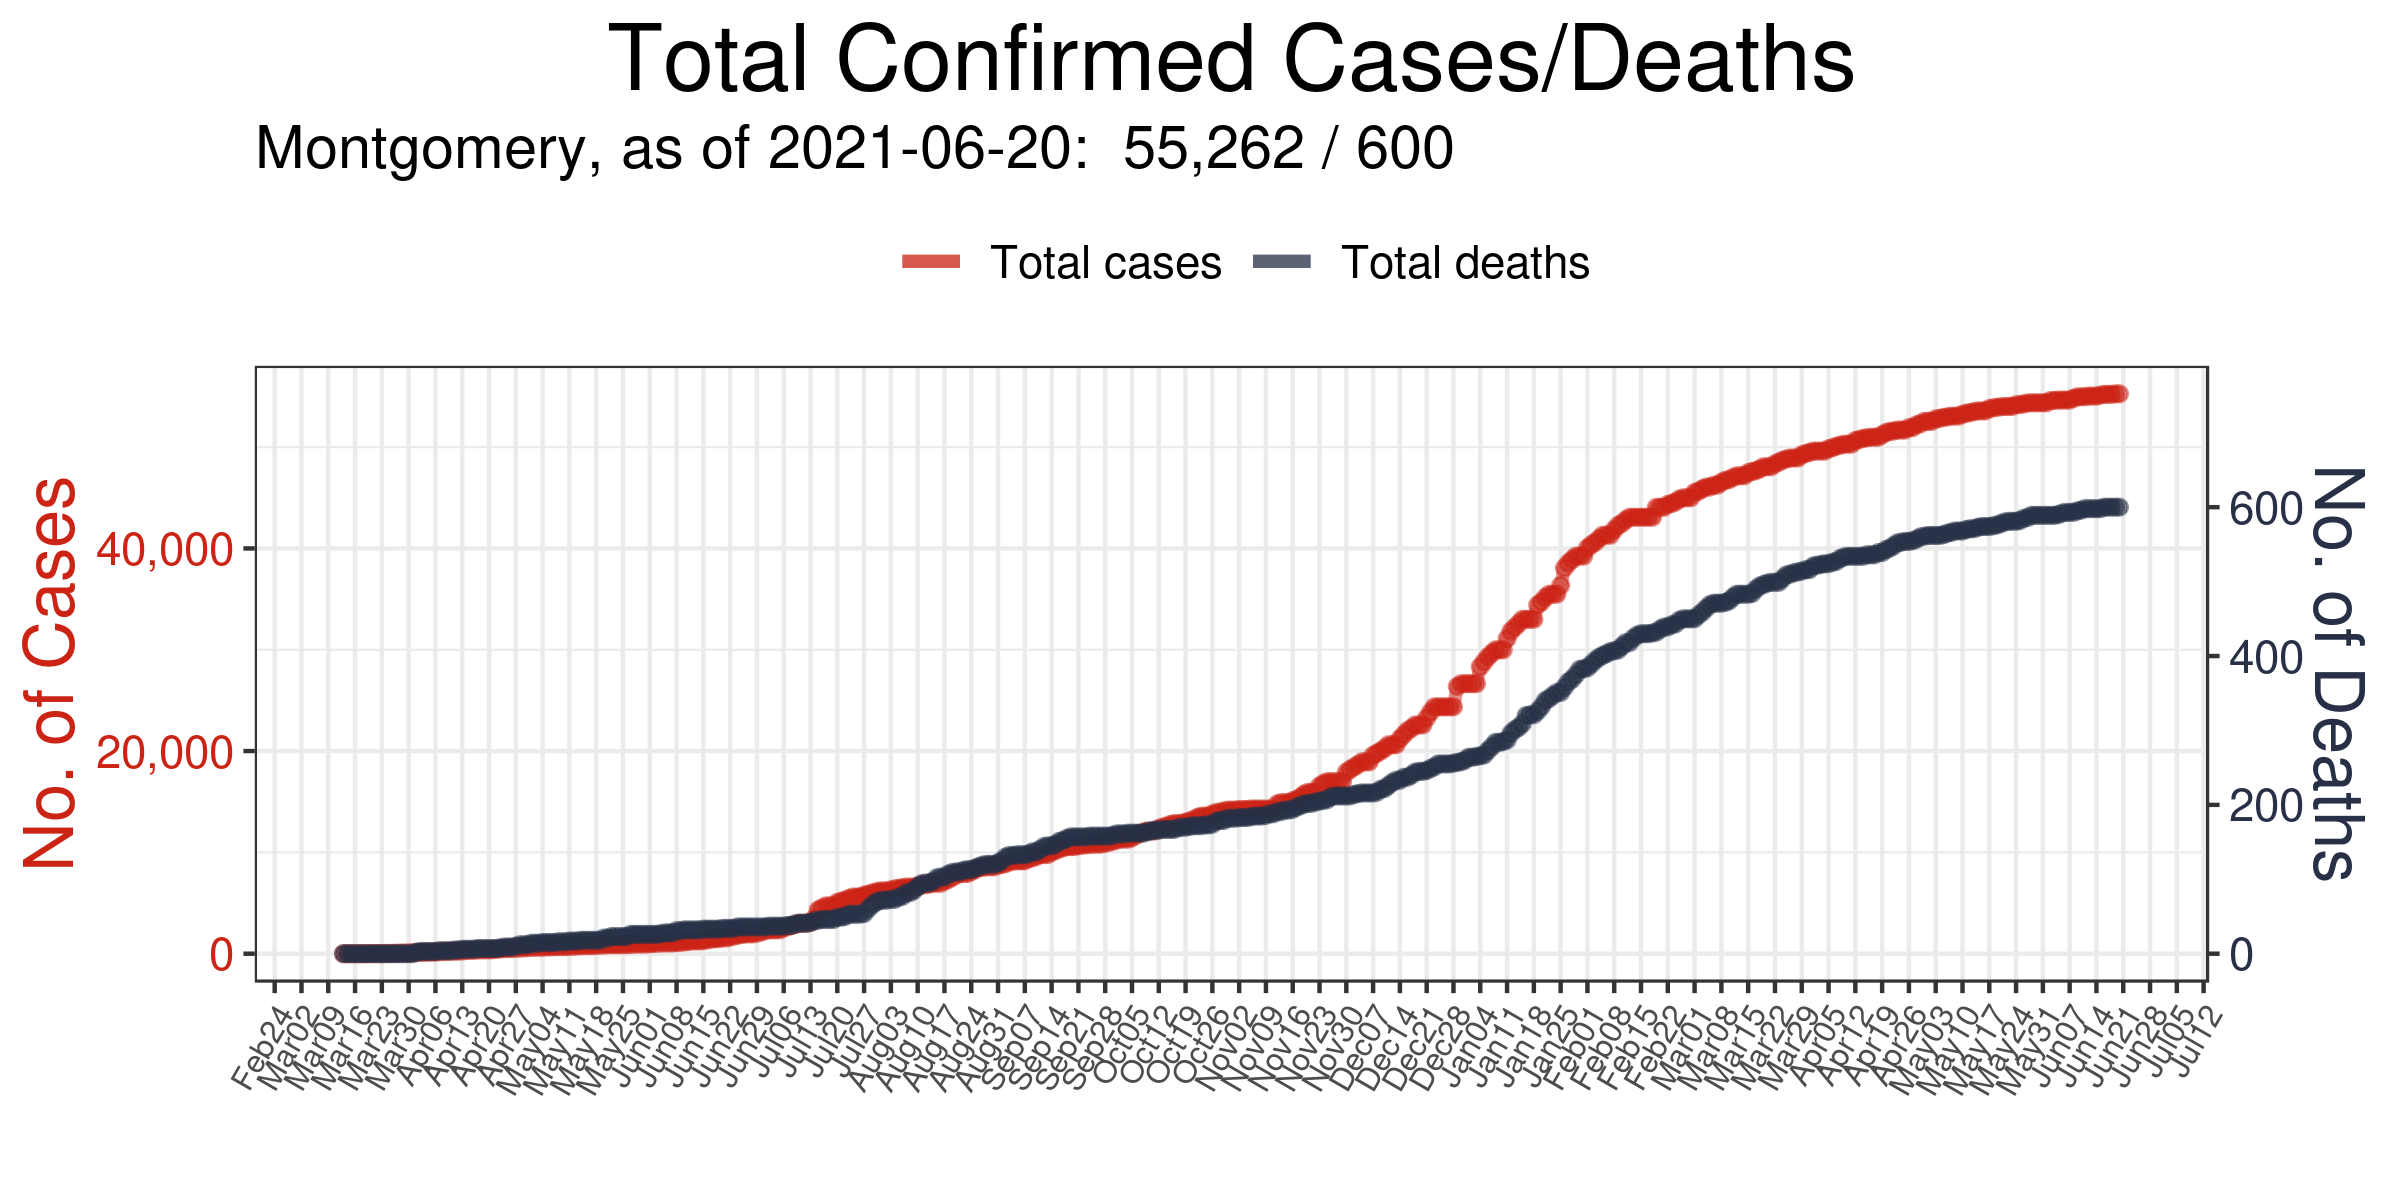 Total Confirmed Cases/Deaths
Montgomery, as of 2021-06-20:  55,262 / 600
Total cases
Total deaths
No. of Cases
40,000
20,000
0
600
400
200
0
No. of Deaths
Feb24
Mar02
Mar09
Mar16
Mar23
Mar30
Apr06
Apr13
Apr20
Apr27
May04
May11
May18
May25
Jun01
Jun08
Jun15
Jun22
Jun29
Jul06
Jul13
Jul20
Jul27
Aug03
Aug10
Aug17
Aug24
Aug31
Sep07
Sep14
Sep21
Sep28
Oct05
Oct12
Oct19
Oct26
Nov02
Nov09
Nov16
Nov23
Nov30
Dec07
Dec14
Dec21
Dec28
Jan04
Jan11
Jan18
Jan25
Feb01
Feb08
Feb15
Feb22
Mar01
Mar08
Mar15
Mar22
Mar29
Apr05
Apr12
Apr19
Apr26
May03
May10
May17
May24
May31
Jun07
Jun14
Jun21
Jun28
Jul05
Jul12